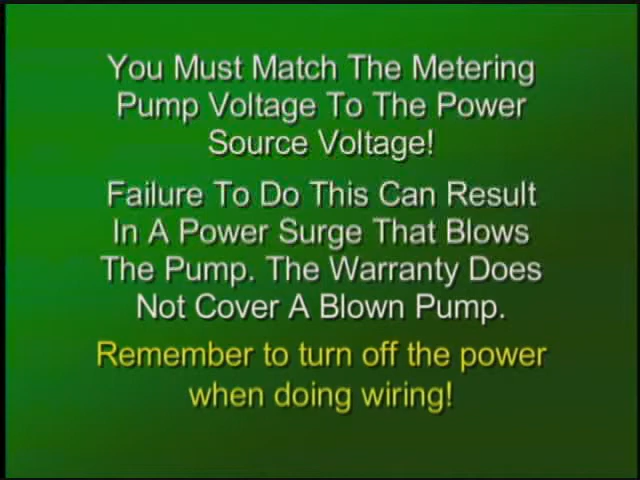 You Must Match The Metering
Pump Voltage To The Power
Source Voltage!
Failure To Do This Can Result
In A Power Surge That Blows
The Pump. The Warranty Does
Not Cover A Blown Pump.
Remember to turn off the power
when doing wiring!